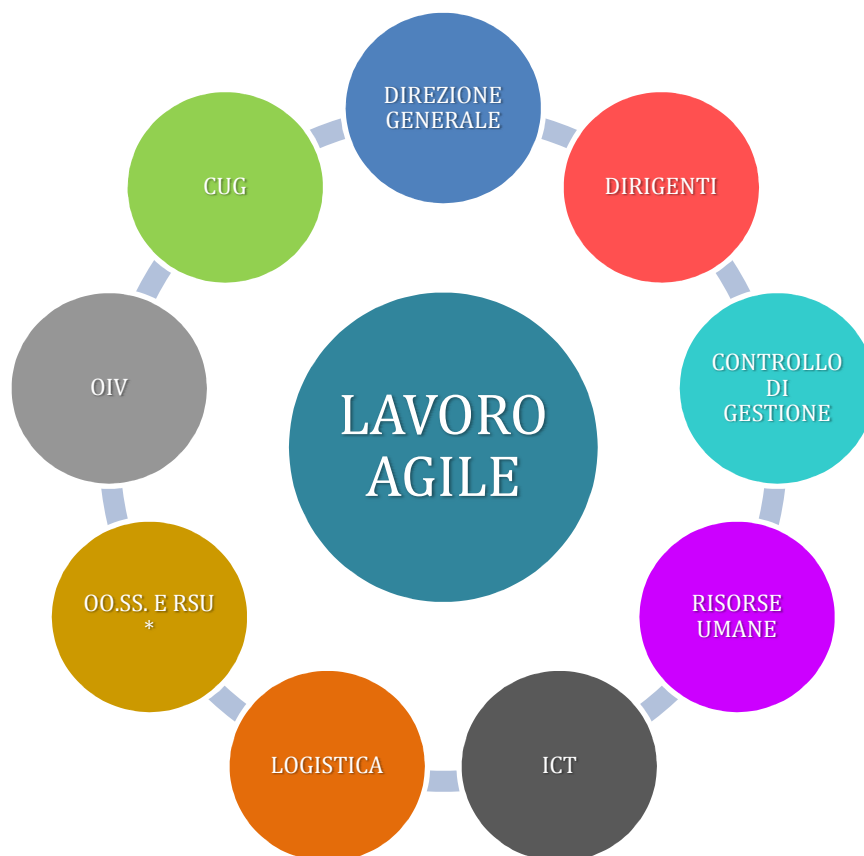 DIREZIONE
GENERALE
CUG
DIRIGENTI
CONTROLLO
DI
GESTIONE
OIV
LAVORO
AGILE
OO.SS. E RSU
*
RISORSE
UMANE
LOGISTICA
ICT